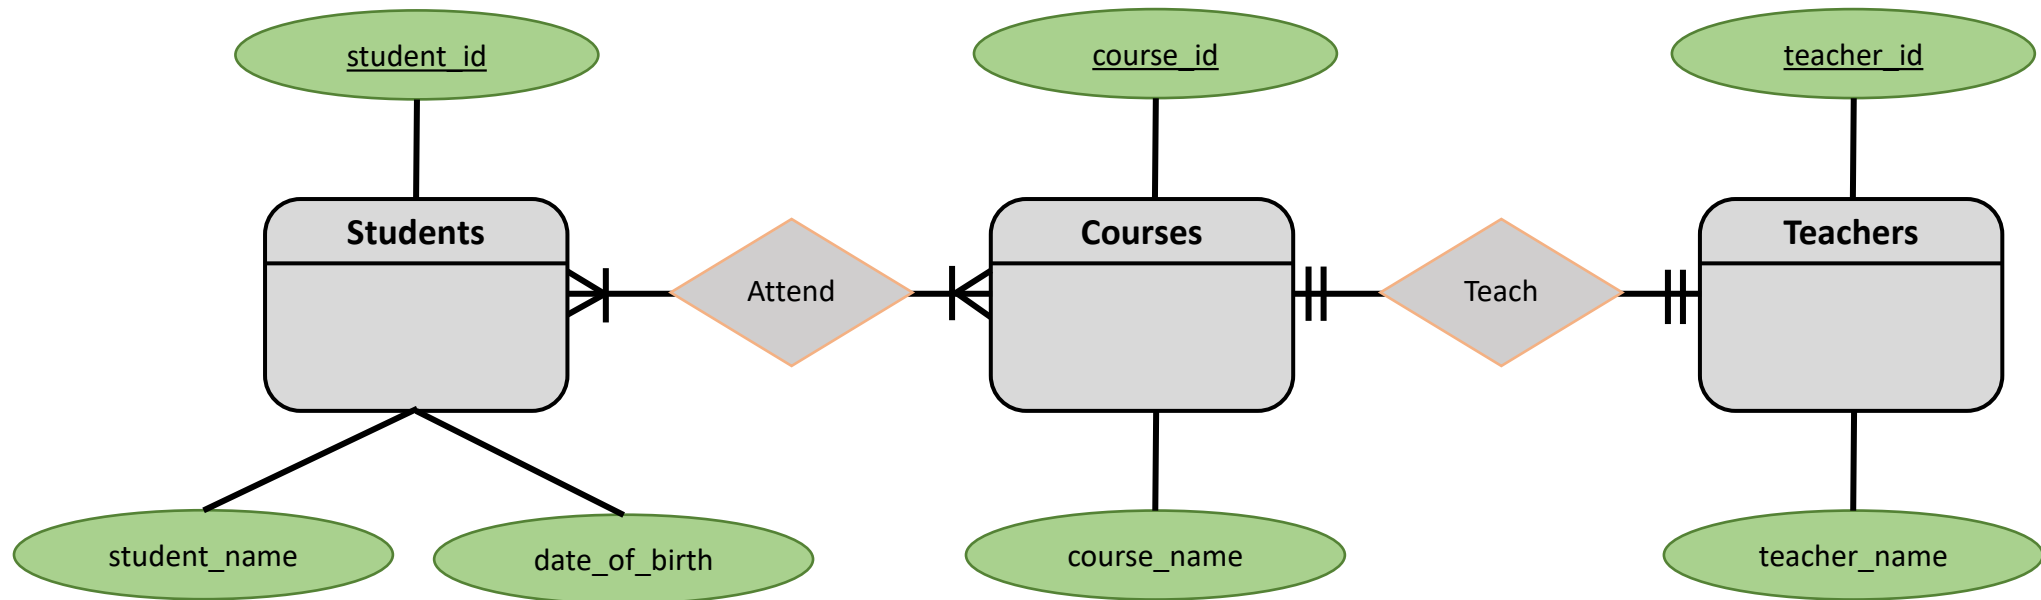 student_id
course_id
teacher_id
Students
Courses
Teachers
Attend
Teach
student_name
date_of_birth
course_name
teacher_name